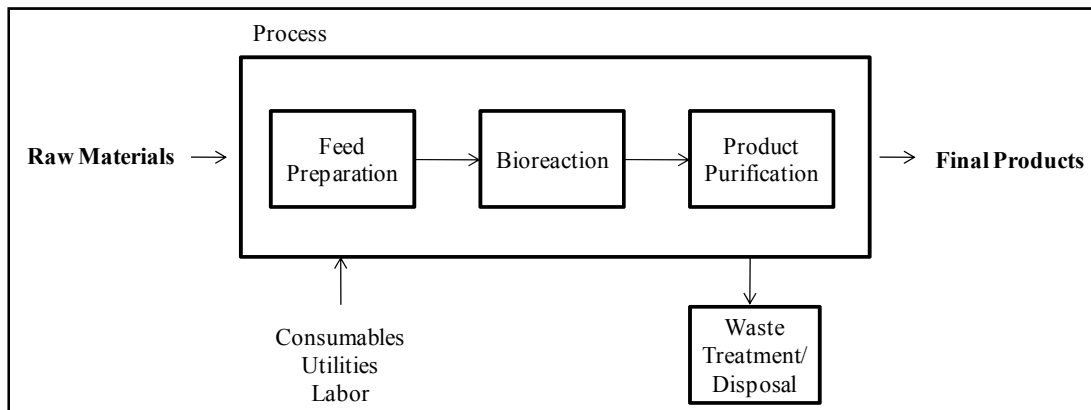 Process
Raw Materials
Feed
Preparation
Bioreaction
Product
Purification
Final Products
Consumables
Utilities
Labor
Waste
Treatment/
Disposal